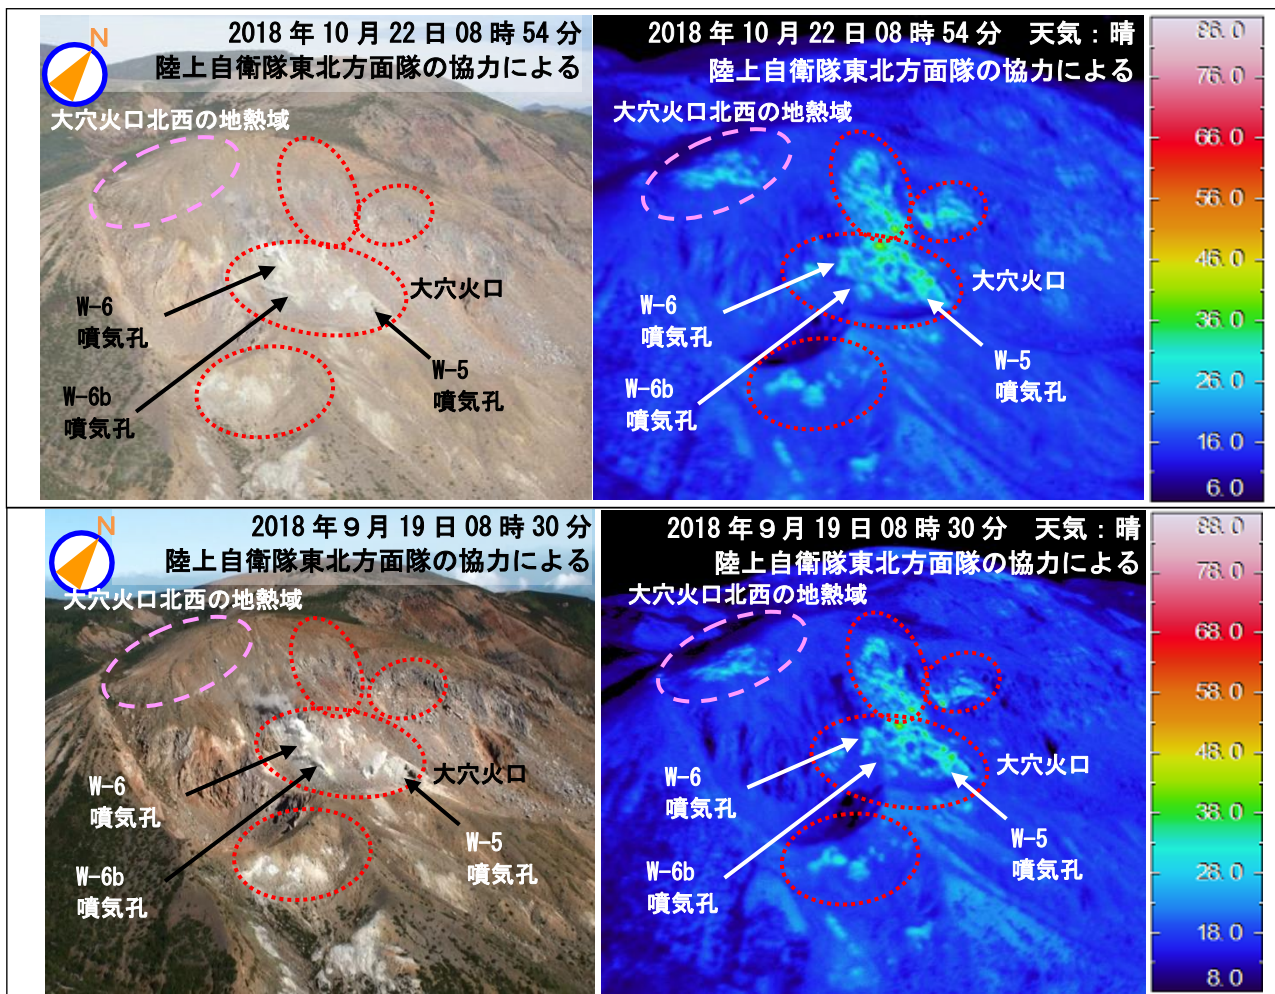 N
2018年10月22日08時54分
陸上自衛隊東北方面隊の協力による
大穴火口北西の地熱域
W-6
噴気孔
大穴火口
W-6b
噴気孔
W-5
噴気孔
2018年10月22日08時54分 天気:晴
陸上自衛隊東北方面隊の協力による
大穴火口北西の地熱域
大穴火口
W-6
噴気孔
W-6b
噴気孔
W-5
噴気孔
86.0
76.0
66.0
56.0
46.0
36.0
26.0
16.0
6.0
N
2018年9月19日08時30分
陸上自衛隊東北方面隊の協力による
大穴火口北西の地熱域
大穴火口
W-6
噴気孔
W-5
噴気孔
W-6b
噴気孔
2018年9月19日08時30分 天気:晴
陸上自衛隊東北方面隊の協力による
大穴火口北西の地熱域
大穴火口
W-6
噴気孔
W-5
噴気孔
W-6b
噴気孔
88.0
78.0
68.0
58.0
48.0
38.0
28.0
18.0
8.0